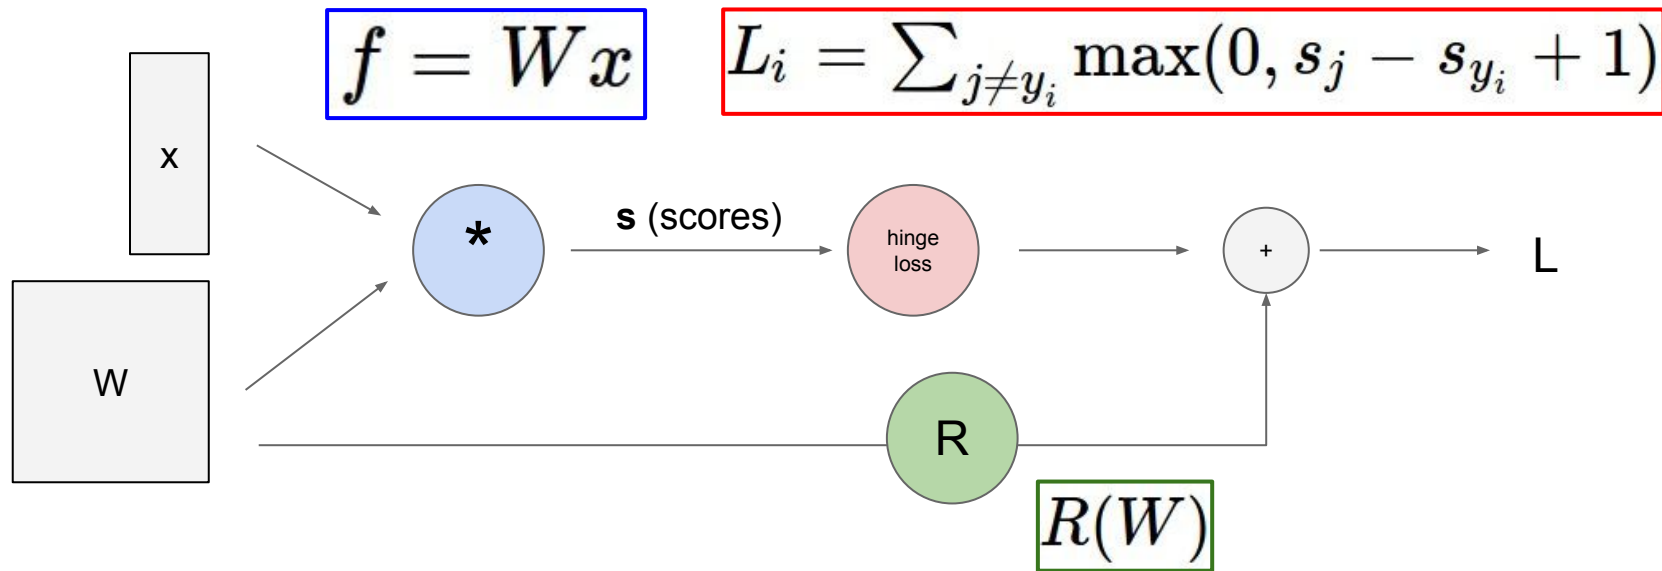 f = Wx
L_i = ∑_{j≠y_i} max(0, s_j − s_{y_i} + 1)
x
*
s (scores)
hinge
loss
+
L
W
R
R(W)